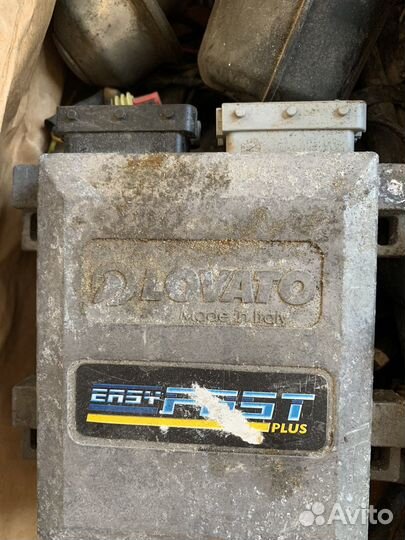 LOVATO
Made in Italy
EASY FAST
PLUS
Avito